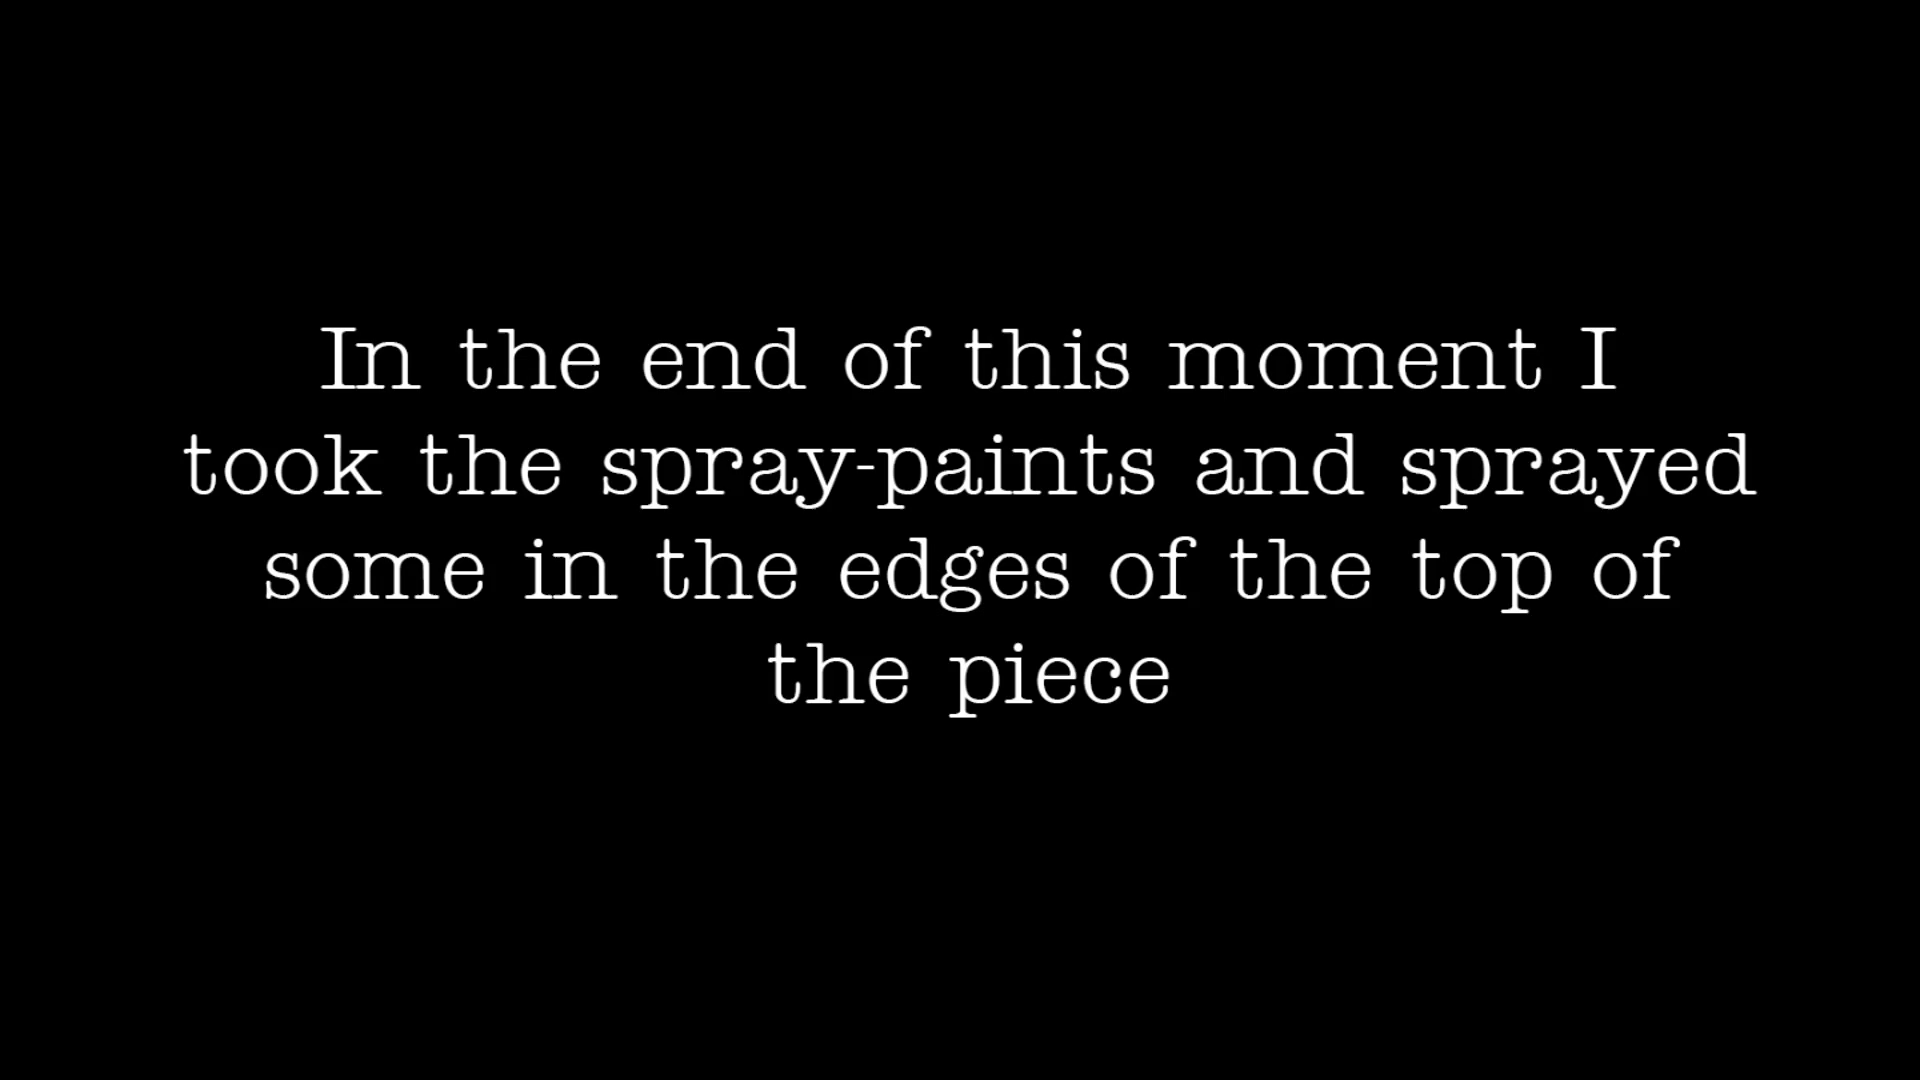 In the end of this moment I
took the spray-paints and sprayed
some in the edges of the top of
the piece